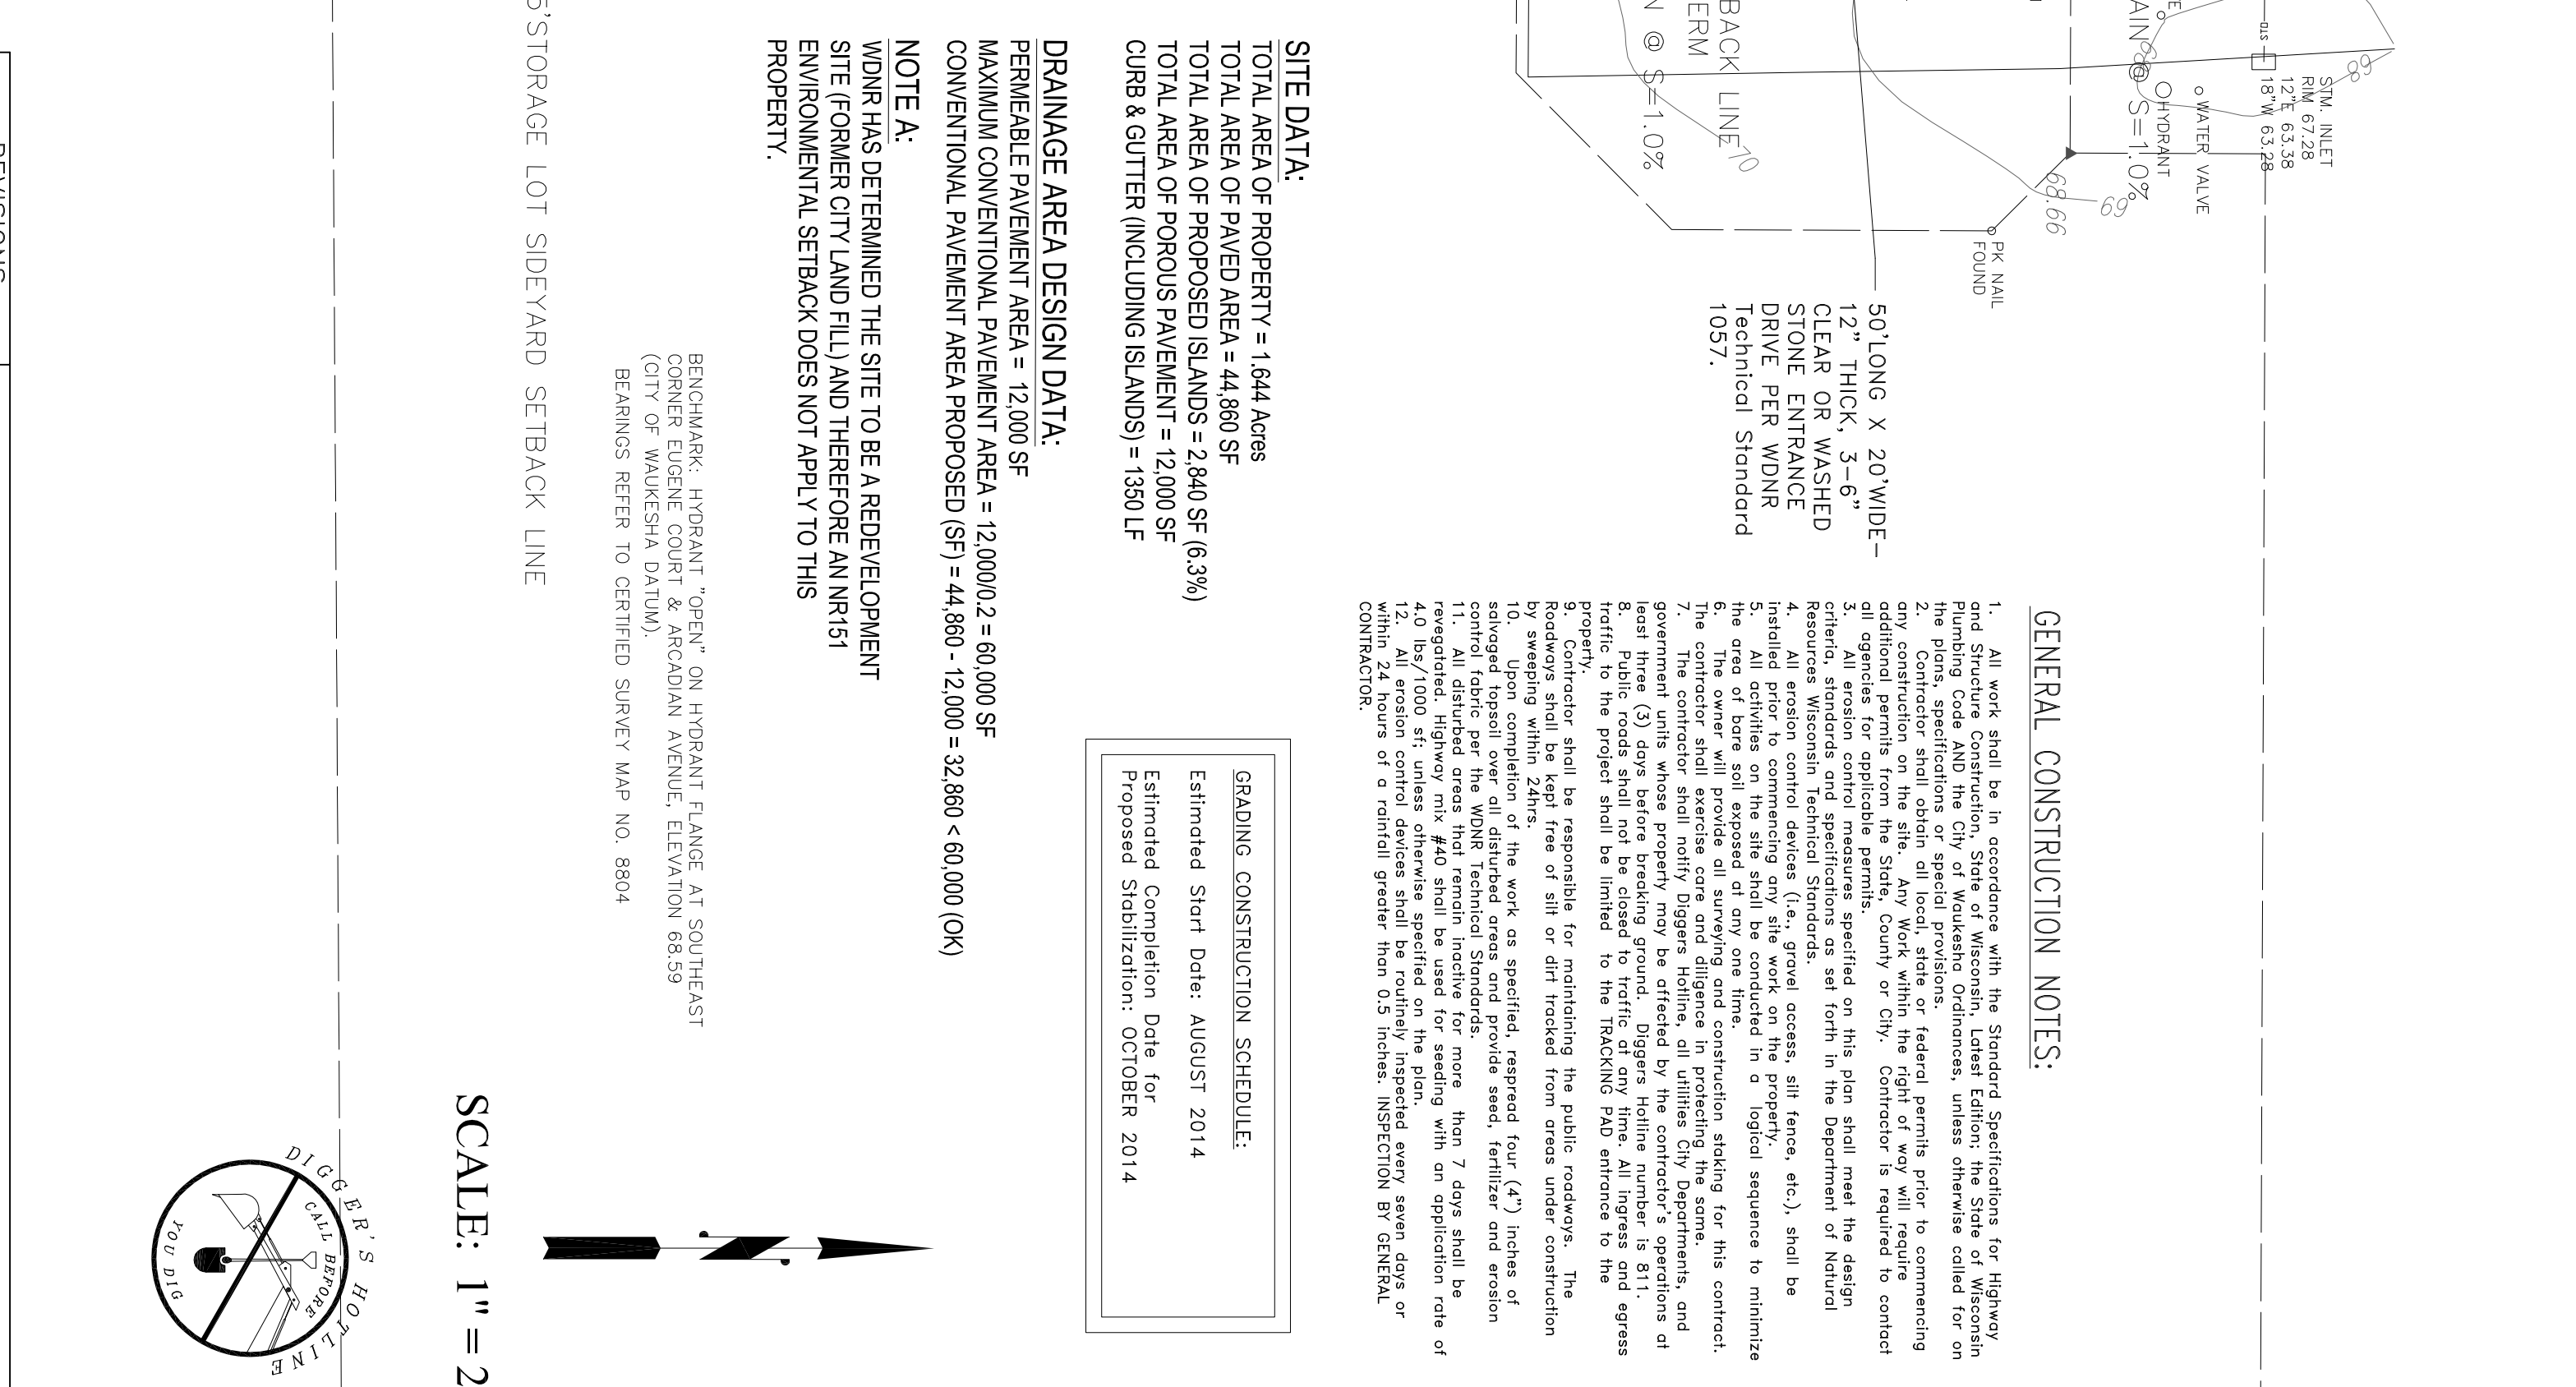 STM. INLET
RIM 67.28
12"E 63.38
18"W 63.28
WATER VALVE
HYDRANT
@ S=1.0%
68.66
69
69
70
STO
PK NAIL
FOUND
BACK LINE
ERM
N @ S=1.0%
50'LONG X 20'WIDE–
12" THICK, 3–6"
CLEAR OR WASHED
STONE ENTRANCE
DRIVE PER WDNR
Technical Standard
1057.
GENERAL CONSTRUCTION NOTES:
1. All work shall be in accordance with the Standard Specifications for Highway
and Structure Construction, State of Wisconsin, Latest Edition; the State of Wisconsin
Plumbing Code AND the City of Waukesha Ordinances, unless otherwise called for on
the plans, specifications or special provisions.
2. Contractor shall obtain all local, state or federal permits prior to commencing
any construction on the site. Any Work within the right of way will require
additional permits from the State, County or City. Contractor is required to contact
all agencies for applicable permits.
3. All erosion control measures specified on this plan shall meet the design
criteria, standards and specifications as set forth in the Department of Natural
Resources Wisconsin Technical Standards.
4. All erosion control devices (i.e., gravel access, silt fence, etc.), shall be
installed prior to commencing any site work on the property.
5. All activities on the site shall be conducted in a logical sequence to minimize
the area of bare soil exposed at any one time.
6. The owner will provide all surveying and construction staking for this contract.
The contractor shall exercise care and diligence in protecting the same.
7. The contractor shall notify Diggers Hotline, all utilities City Departments, and
government units whose property may be affected by the contractor's operations at
least three (3) days before breaking ground. Diggers Hotline number is 811.
8. Public roads shall not be closed to traffic at any time. All ingress and egress
traffic to the project shall be limited to the TRACKING PAD entrance to the
property.
9. Contractor shall be responsible for maintaining the public roadways. The
Roadways shall be kept free of silt or dirt tracked from areas under construction
by sweeping within 24hrs.
10. Upon completion of the work as specified, respread four (4") inches of
salvaged topsoil over all disturbed areas and provide seed, fertilizer and erosion
control fabric per the WDNR Technical Standards.
11. All disturbed areas that remain inactive for more than 7 days shall be
revegatated. Highway mix #40 shall be used for seeding with an application rate of
4.0 lbs/1000 sf; unless otherwise specified on the plan.
12. All erosion control devices shall be routinely inspected every seven days or
within 24 hours of a rainfall greater than 0.5 inches. INSPECTION BY GENERAL
CONTRACTOR.
SITE DATA:
TOTAL AREA OF PROPERTY = 1.644 Acres
TOTAL AREA OF PAVED AREA = 44,860 SF
TOTAL AREA OF PROPOSED ISLANDS = 2,840 SF (6.3%)
TOTAL AREA OF POROUS PAVEMENT = 12,000 SF
CURB & GUTTER (INCLUDING ISLANDS) = 1350 LF
DRAINAGE AREA DESIGN DATA:
PERMEABLE PAVEMENT AREA = 12,000 SF
MAXIMUM CONVENTIONAL PAVEMENT AREA = 12,000/0.2 = 60,000 SF
CONVENTIONAL PAVEMENT AREA PROPOSED (SF) = 44,860 - 12,000 = 32,860 < 60,000 (OK)
NOTE A:
WDNR HAS DETERMINED THE SITE TO BE A REDEVELOPMENT
SITE (FORMER CITY LAND FILL) AND THEREFORE AN NR151
ENVIRONMENTAL SETBACK DOES NOT APPLY TO THIS
PROPERTY.
GRADING CONSTRUCTION SCHEDULE:
Estimated Start Date: AUGUST 2014
Estimated Completion Date for
Proposed Stabilization: OCTOBER 2014
BENCHMARK: HYDRANT "OPEN" ON HYDRANT FLANGE AT SOUTHEAST
CORNER EUGENE COURT & ARCADIAN AVENUE, ELEVATION 68.59
(CITY OF WAUKESHA DATUM).
BEARINGS REFER TO CERTIFIED SURVEY MAP NO. 8804
5'STORAGE LOT SIDEYARD SETBACK LINE
SCALE: 1" = 2
DIGGER'S HOTLINE
CALL BEFORE
YOU DIG
REVISIONS